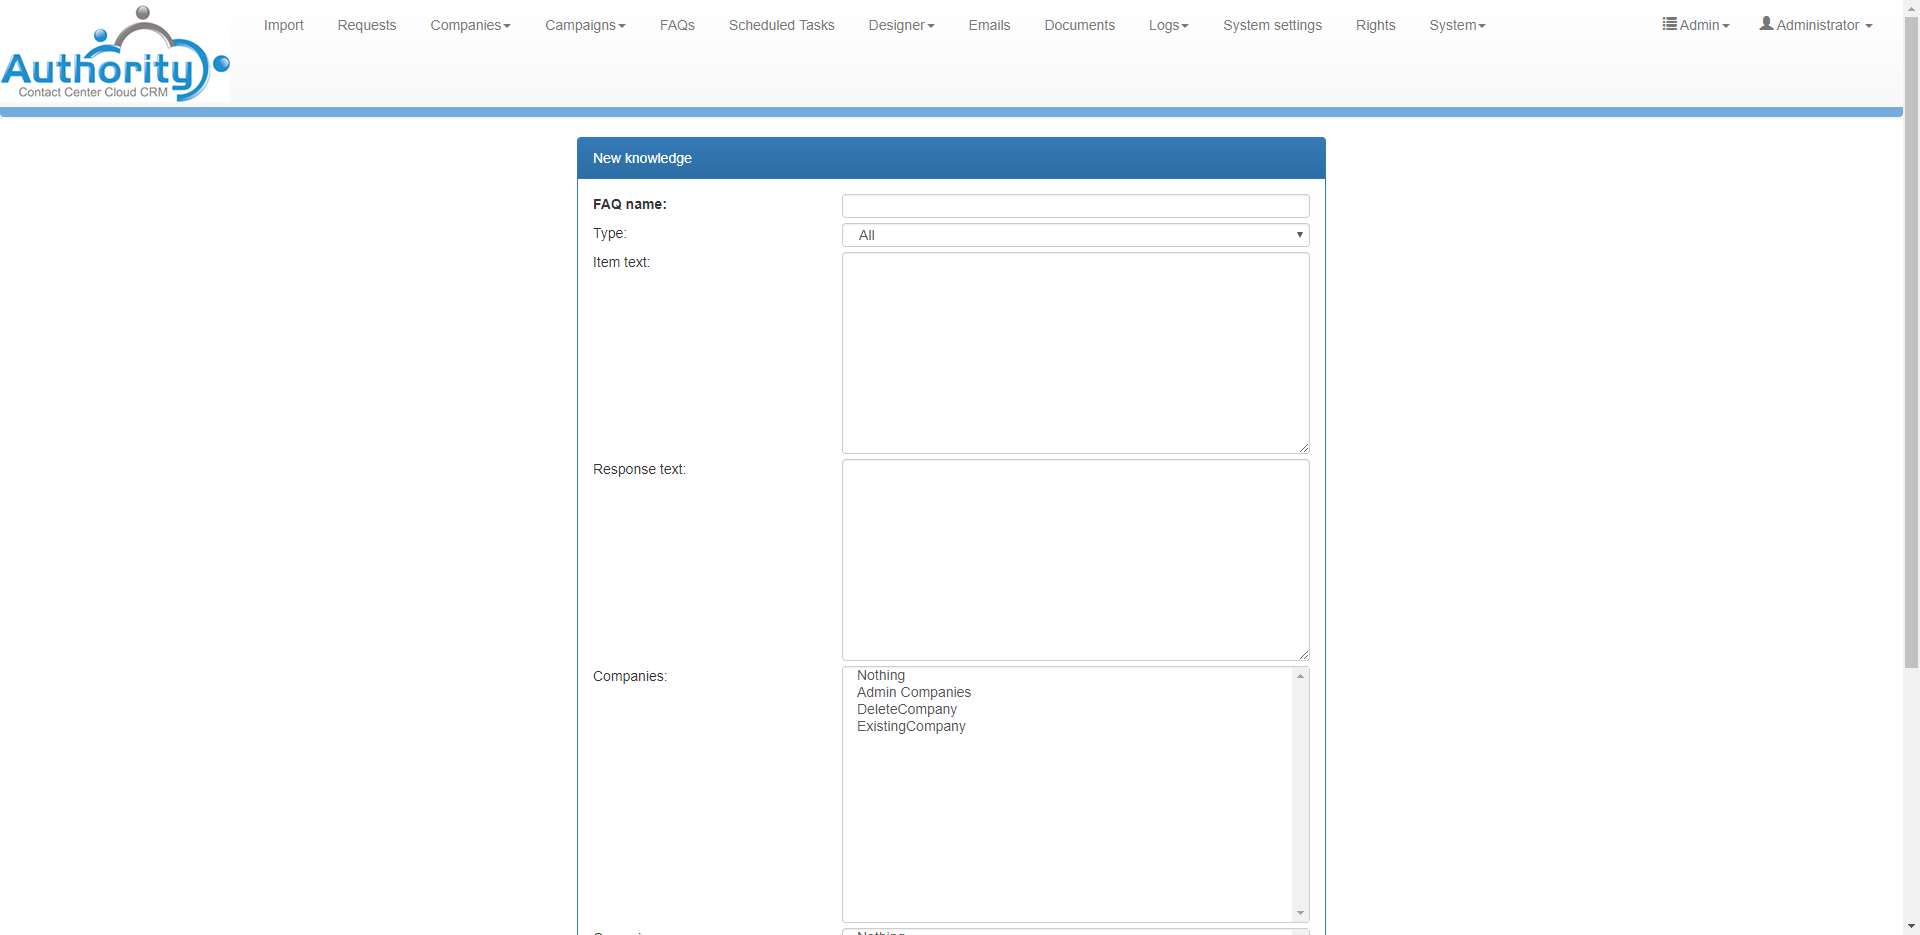 Import Requests Companies Campaigns FAQs Scheduled Tasks Designer Emails Documents Logs System settings Rights System Admin Administrator
Authority
Contact Center Cloud CRM
New knowledge
FAQ name:
Type: All
Item text:
Response text:
Companies: Nothing
Admin Companies
DeleteCompany
ExistingCompany
Nothing